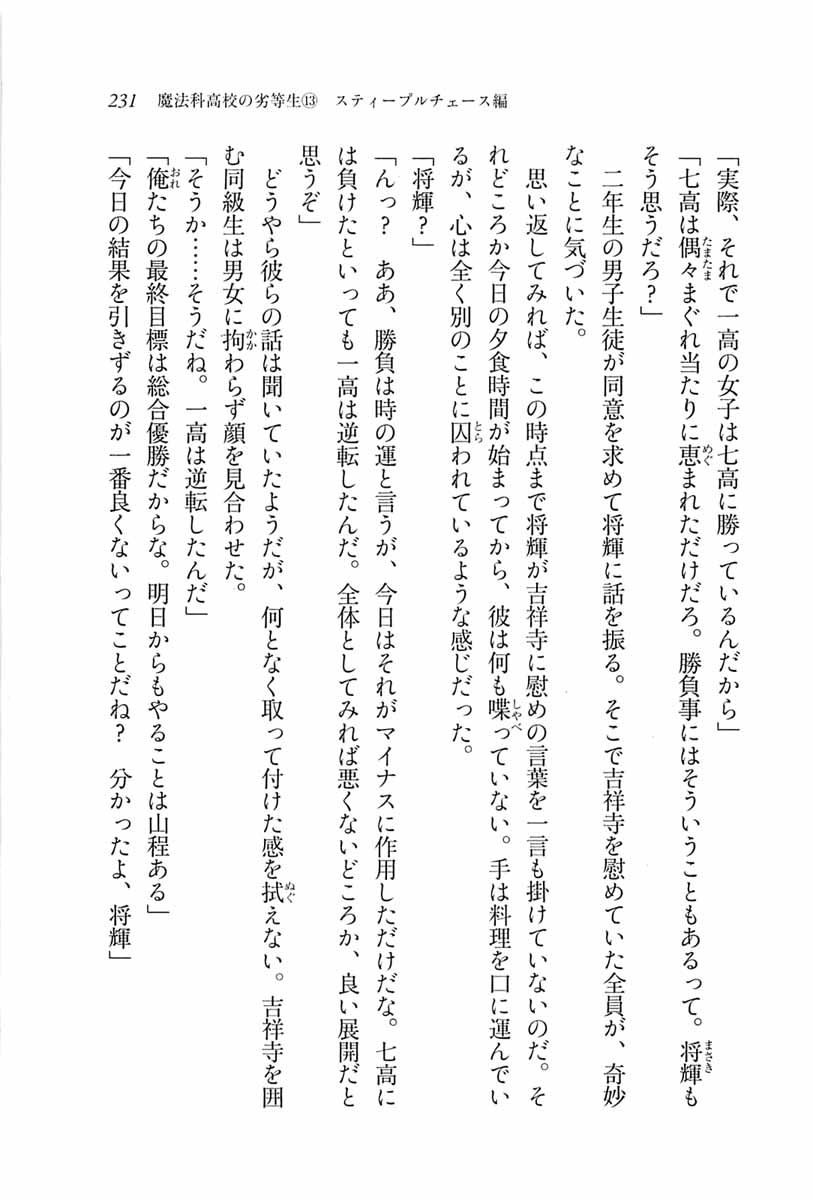 231　魔法科高校の劣等生⑬　スティープルチェース編
「実際、それで一高の女子は七高に勝っているんだから」
「七高は偶々まぐれ当たりに恵まれただけだろ。勝負事にはそういうこともあるって。将輝も
そう思うだろ？」
　二年生の男子生徒が同意を求めて将輝に話を振る。そこで吉祥寺を慰めていた全員が、奇妙
なことに気づいた。
　思い返してみれば、この時点まで将輝が吉祥寺に慰めの言葉を一言も掛けていないのだ。そ
れどころか今日の夕食時間が始まってから、彼は何も喋っていない。手は料理を口に運んでい
るが、心は全く別のことに囚われているような感じだった。
「将輝？」
「んっ？　ああ、勝負は時の運と言うが、今日はそれがマイナスに作用しただけだな。七高に
は負けたといっても一高は逆転したんだ。全体としてみれば悪くないどころか、良い展開だと
思うぞ」
　どうやら彼らの話は聞いていたようだが、何となく取って付けた感を拭えない。吉祥寺を囲
む同級生は男女に拘わらず顔を見合わせた。
「そうか……そうだね。一高は逆転したんだ」
「俺たちの最終目標は総合優勝だからな。明日からもやることは山程ある」
「今日の結果を引きずるのが一番良くないってことだね？　分かったよ、将輝」